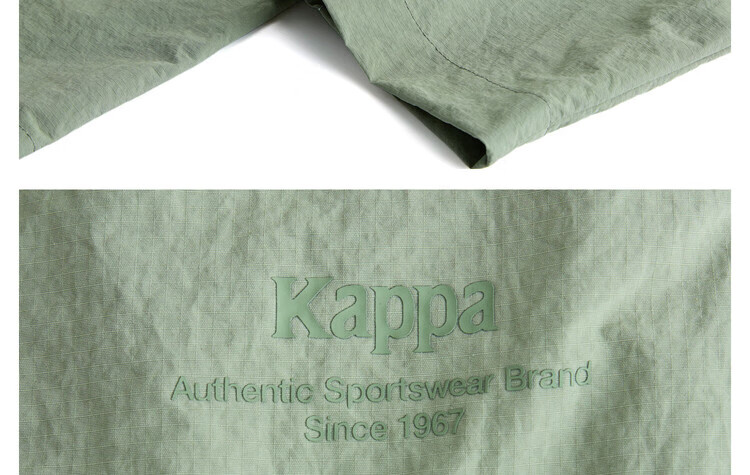 Kappa
Authentic Sportswear Brand
Since 1967